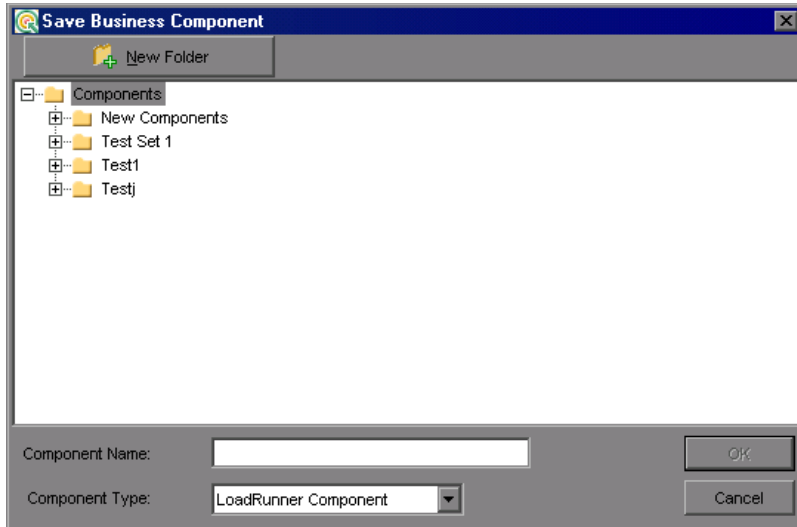 Save Business Component
New Folder
Components
New Components
Test Set 1
Test1
Testj
Component Name:
OK
Component Type:
LoadRunner Component
Cancel